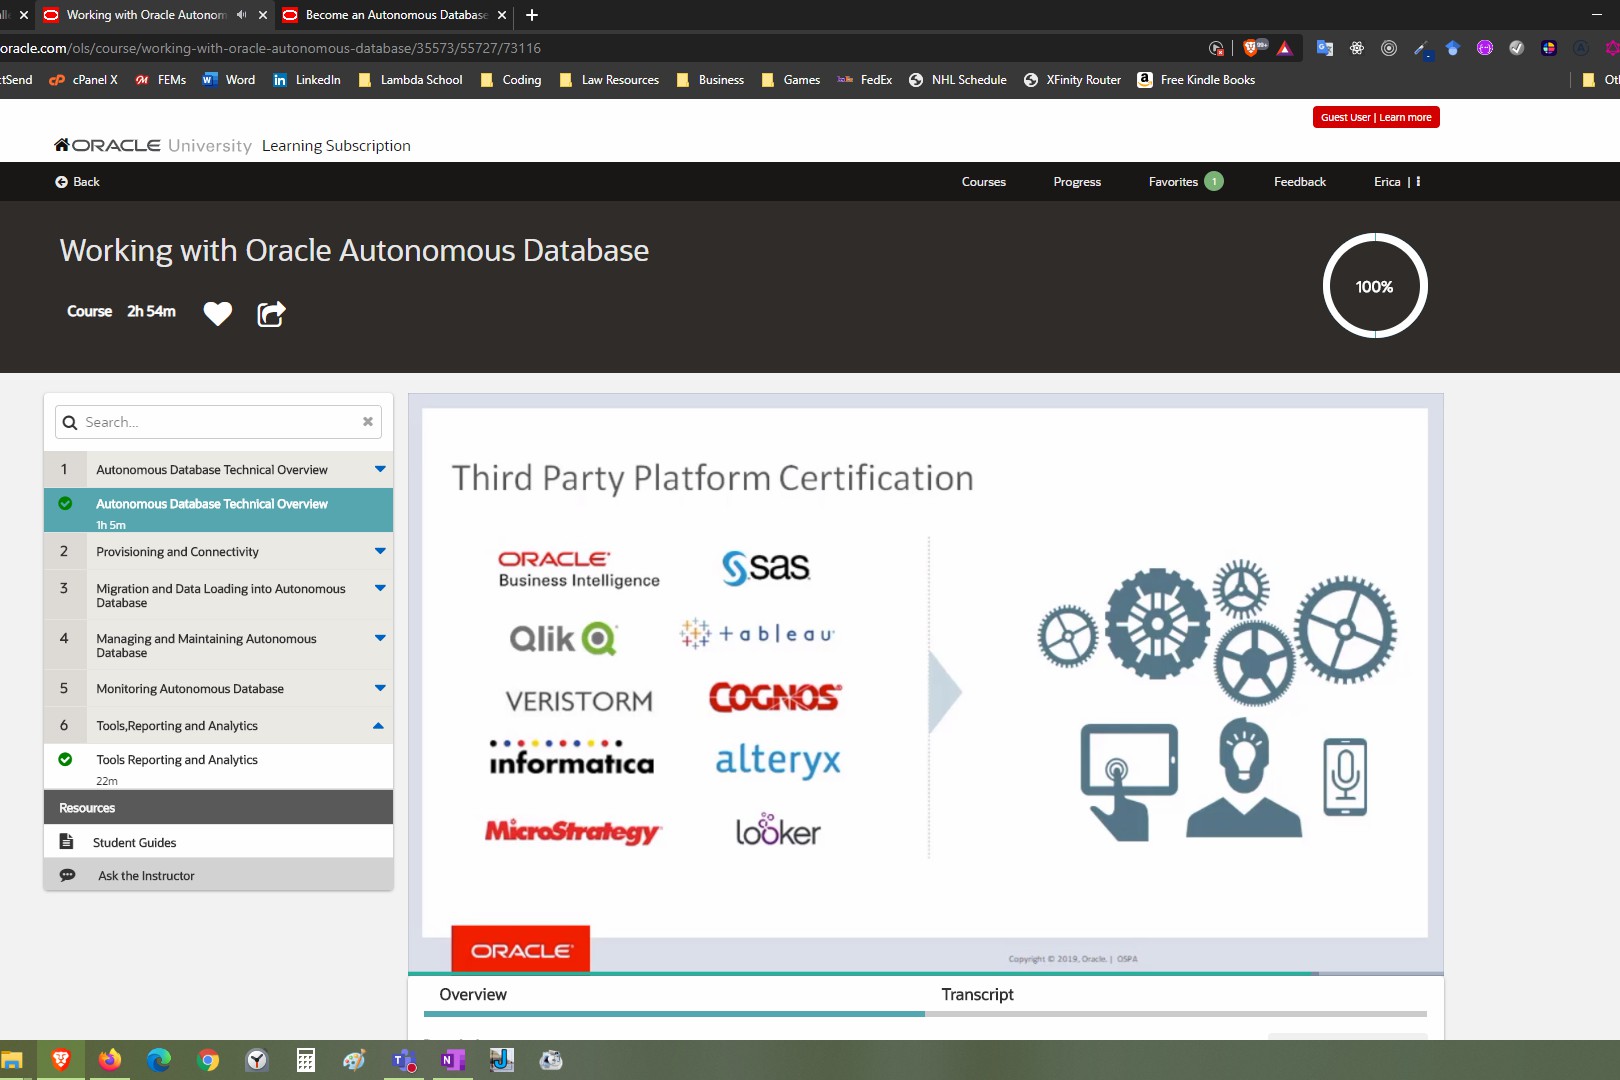 Working with Oracle Autonom
Become an Autonomous Database
oracle.com/ols/course/working-with-oracle-autonomous-database/35573/55727/73116
99+
ctSend
cPanel X
FEMs
Word
LinkedIn
Lambda School
Coding
Law Resources
Business
Games
FedEx
NHL Schedule
XFinity Router
Free Kindle Books
Guest User | Learn more
ORACLE University Learning Subscription
Back
Courses
Progress
Favorites 1
Feedback
Erica |
Working with Oracle Autonomous Database
Course 2h 54m
100%
Search...
1 Autonomous Database Technical Overview
Autonomous Database Technical Overview
1h 5m
2 Provisioning and Connectivity
3 Migration and Data Loading into Autonomous
Database
4 Managing and Maintaining Autonomous
Database
5 Monitoring Autonomous Database
6 Tools,Reporting and Analytics
Tools Reporting and Analytics
22m
Resources
Student Guides
Ask the Instructor
Third Party Platform Certification
ORACLE
Business Intelligence
sas
Qlik
+ableau
VERISTORM
COGNOS
informatica
alteryx
MicroStrategy
looker
ORACLE
Copyright © 2019, Oracle. | OSPA
Overview
Transcript